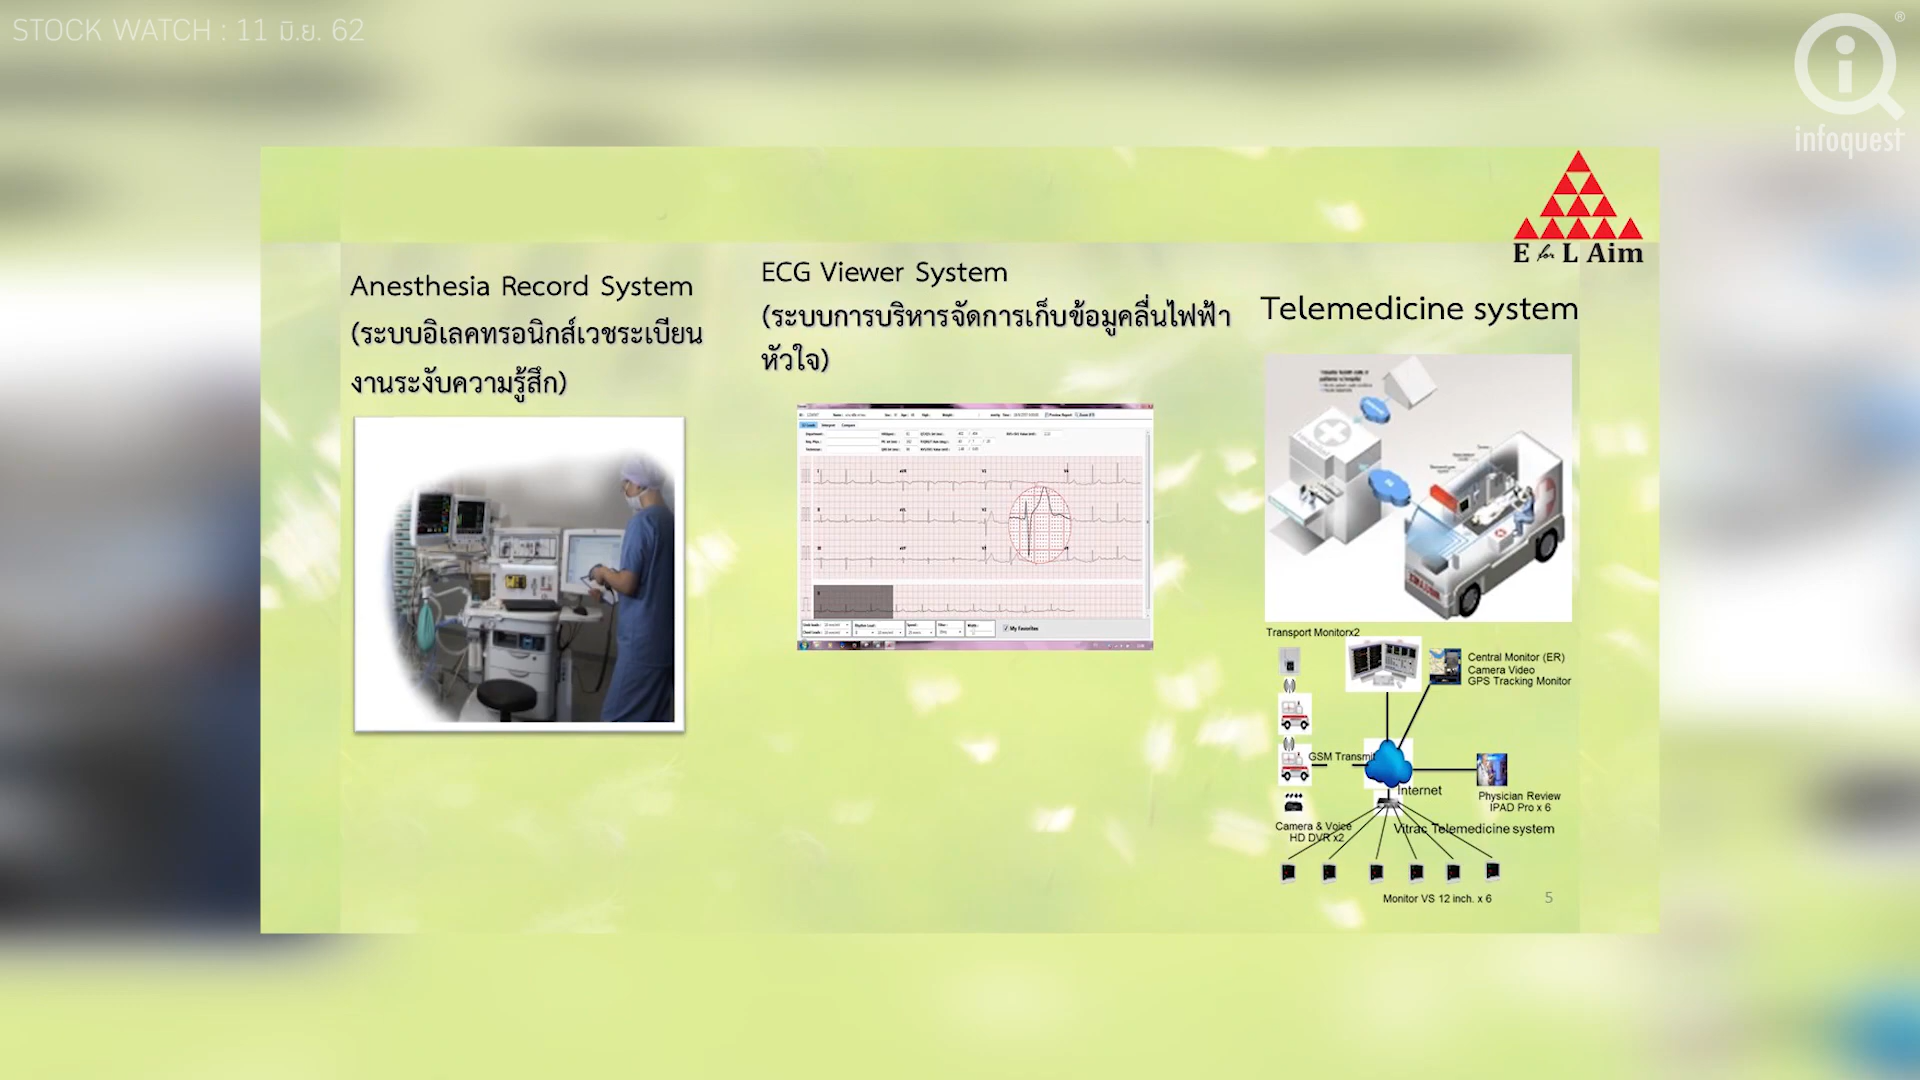 STOCK WATCH : 11 มิ.ย. 62
infoquest
E for L Aim
Anesthesia Record System
(ระบบอิเลคทรอนิกส์เวชระเบียน
งานระงับความรู้สึก)
ECG Viewer System
(ระบบการบริหารจัดการเก็บข้อมูคลื่นไฟฟ้า
หัวใจ)
My Favorites
Telemedicine system
Transport Monitorx2
Central Monitor (ER)
Camera Video
GPS Tracking Monitor
GSM Transmit
Internet
Physician Review
IPAD Pro x 6
Camera & Voice
HD DVR x2
Vitrac Telemedicine system
Monitor VS 12 inch. x 6
5